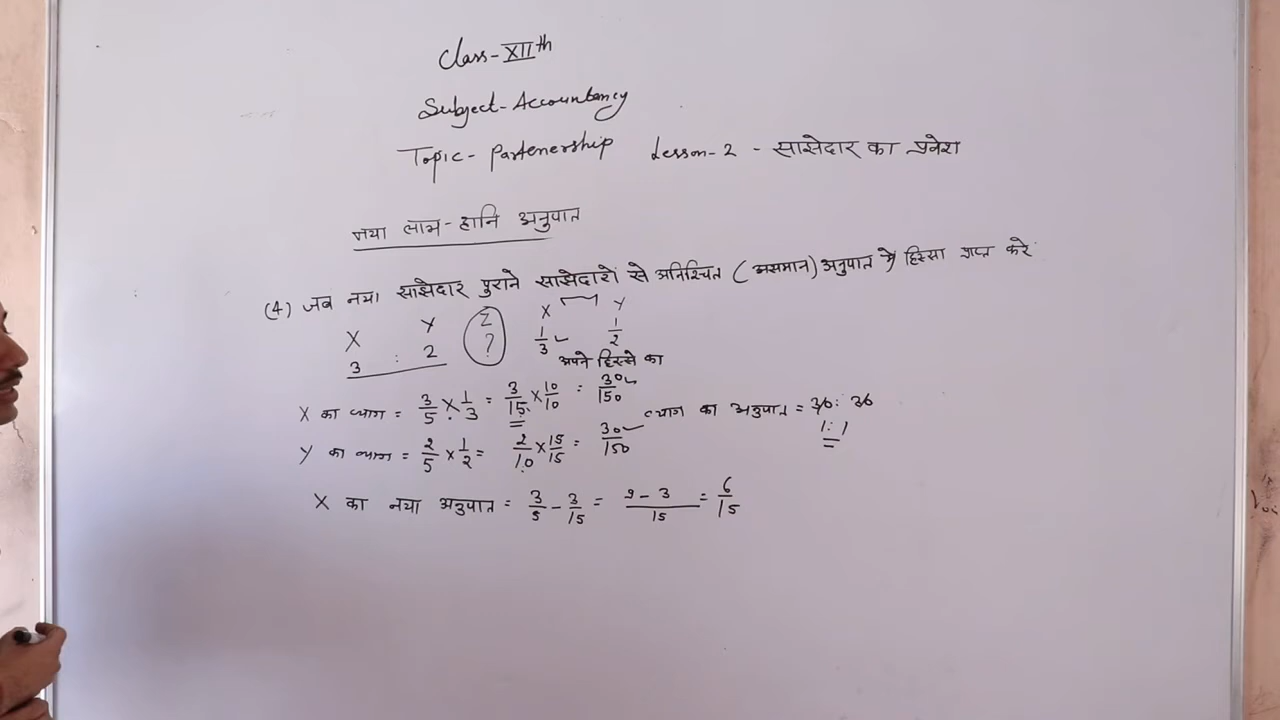 Class-XIIth
Subject-Accountancy
Topic- Partenership Lesson-2 - साझेदार का प्रवेश
नया लाभ-हानि अनुपात
(4) जब नया साझेदार पुराने साझेदारो से अनिश्चित (असमान) अनुपात मे हिस्सा प्राप्त करे
X Y Z X Y
3 : 2 ? 1/3 1/2
अपने हिस्से का
X का त्याग = 3/5 × 1/3 = 3/15 × 10/10 = 30/150
त्याग का अनुपात = 30 : 30
1 : 1
Y का त्याग = 2/5 × 1/2 = 2/10 × 15/15 = 30/150
X का नया अनुपात = 3/5 - 3/15 = 9-3/15 = 6/15